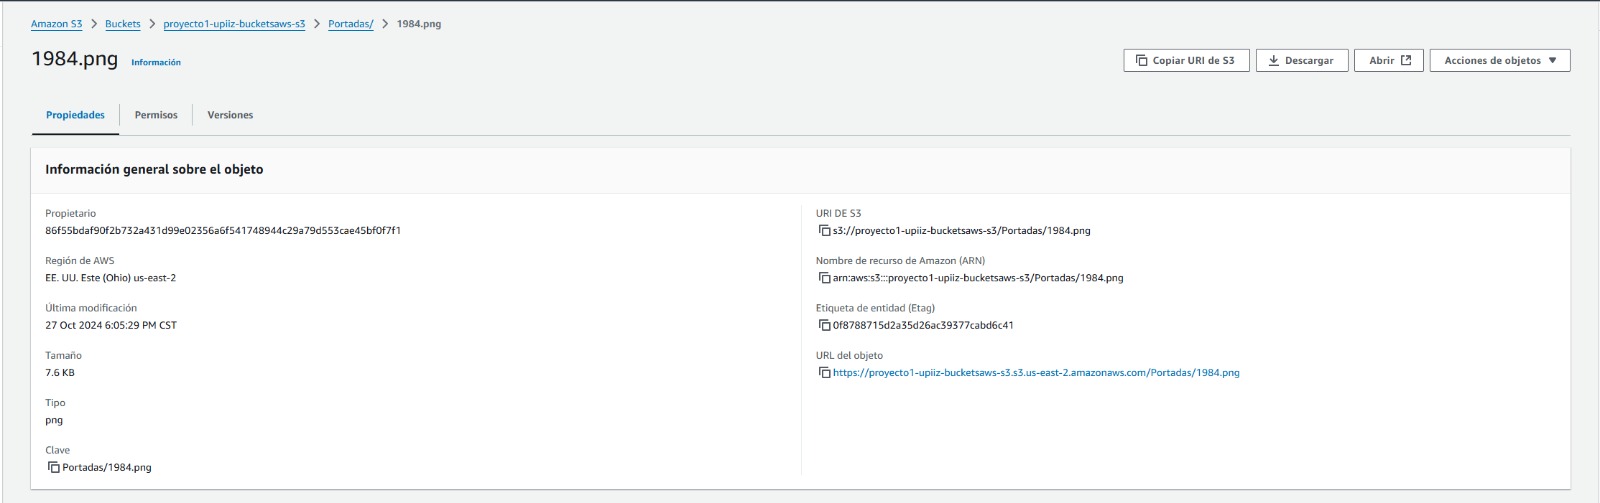 Amazon S3 > Buckets > proyecto1-upiiz-bucketsaws-s3 > Portadas/ > 1984.png
1984.png Información
Copiar URI de S3 Descargar Abrir Acciones de objetos
Propiedades Permisos Versiones
Información general sobre el objeto
Propietario
86f55bdaf90f2b732a431d99e02356a6f541748944c29a79d553cae45bf0f7f1
Región de AWS
EE. UU. Este (Ohio) us-east-2
Última modificación
27 Oct 2024 6:05:29 PM CST
Tamaño
7.6 KB
Tipo
png
Clave
Portadas/1984.png
URI DE S3
s3://proyecto1-upiiz-bucketsaws-s3/Portadas/1984.png
Nombre de recurso de Amazon (ARN)
arn:aws:s3:::proyecto1-upiiz-bucketsaws-s3/Portadas/1984.png
Etiqueta de entidad (Etag)
0f8788715d2a35d26ac39377cabd6c41
URL del objeto
https://proyecto1-upiiz-bucketsaws-s3.s3.us-east-2.amazonaws.com/Portadas/1984.png